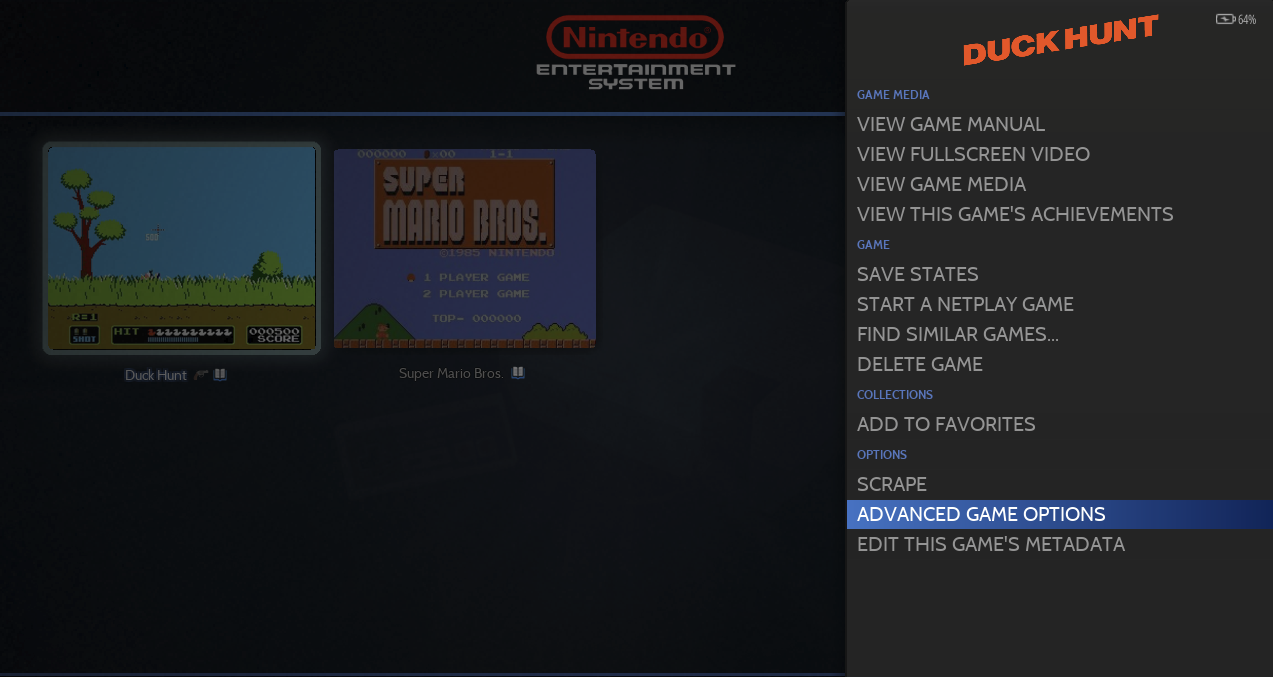 Nintendo®
ENTERTAINMENT
SYSTEM
DUCK HUNT
64%
GAME MEDIA
VIEW GAME MANUAL
VIEW FULLSCREEN VIDEO
VIEW GAME MEDIA
VIEW THIS GAME'S ACHIEVEMENTS
GAME
SAVE STATES
START A NETPLAY GAME
FIND SIMILAR GAMES...
DELETE GAME
COLLECTIONS
ADD TO FAVORITES
OPTIONS
SCRAPE
ADVANCED GAME OPTIONS
EDIT THIS GAME'S METADATA
500
R=1
SHOT
HIT
000500
SCORE
Duck Hunt
000000 ×00 1-1
SUPER
MARIO BROS.
©1985 NINTENDO
1 PLAYER GAME
2 PLAYER GAME
TOP- 000000
Super Mario Bros.